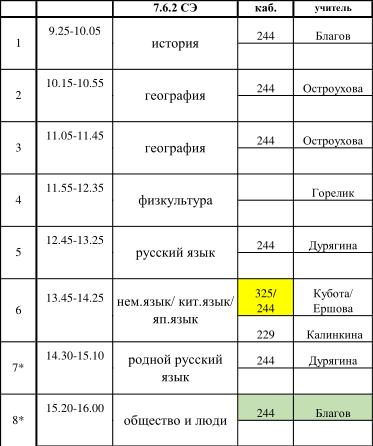 7.6.2 СЭ каб. учитель
1 9.25-10.05 история 244 Благов
2 10.15-10.55 география 244 Остроухова
3 11.05-11.45 география 244 Остроухова
4 11.55-12.35 физкультура Горелик
5 12.45-13.25 русский язык 244 Дурягина
6 13.45-14.25 нем.язык/ кит.язык/ 325/ Кубота/
яп.язык 244 Ершова
229 Калинкина
7* 14.30-15.10 родной русский 244 Дурягина
язык
8* 15.20-16.00 общество и люди 244 Благов